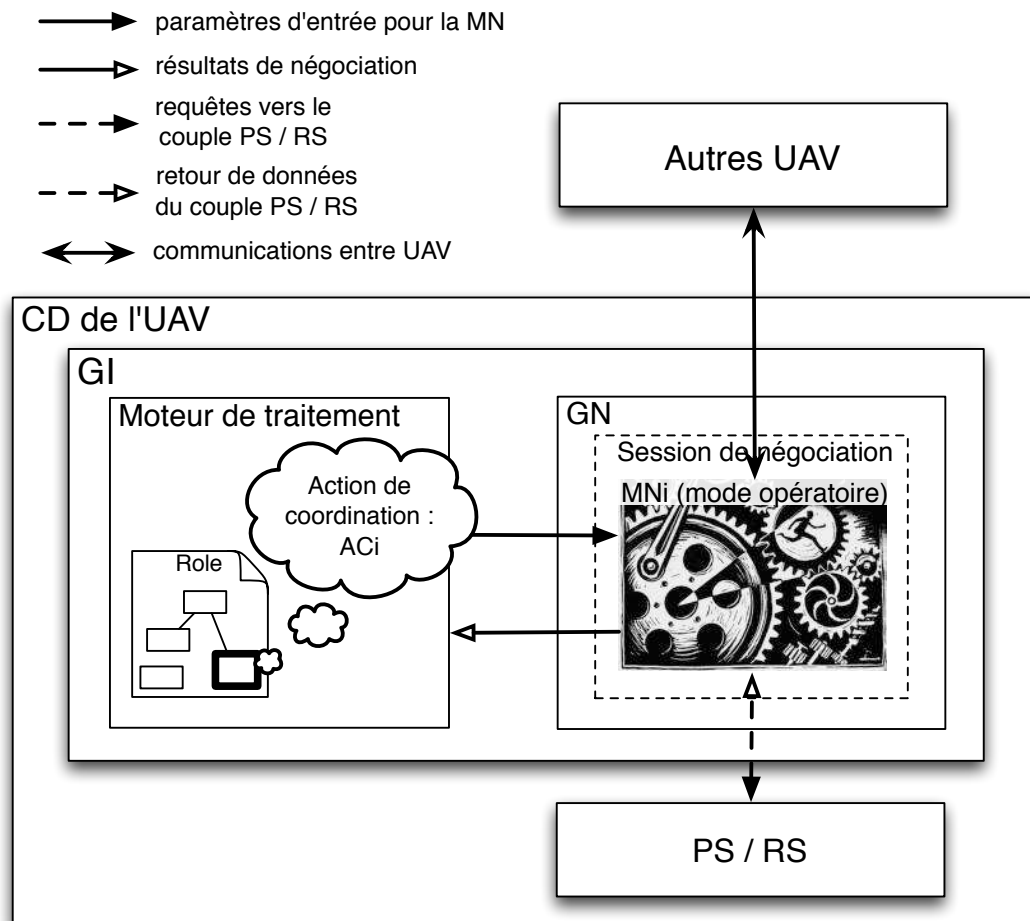 paramètres d'entrée pour la MN
résultats de négociation
requêtes vers le
couple PS / RS
retour de données
du couple PS / RS
communications entre UAV
Autres UAV
CD de l'UAV
GI
Moteur de traitement
Action de
coordination :
ACi
Role
GN
Session de négociation
MNi (mode opératoire)
PS / RS